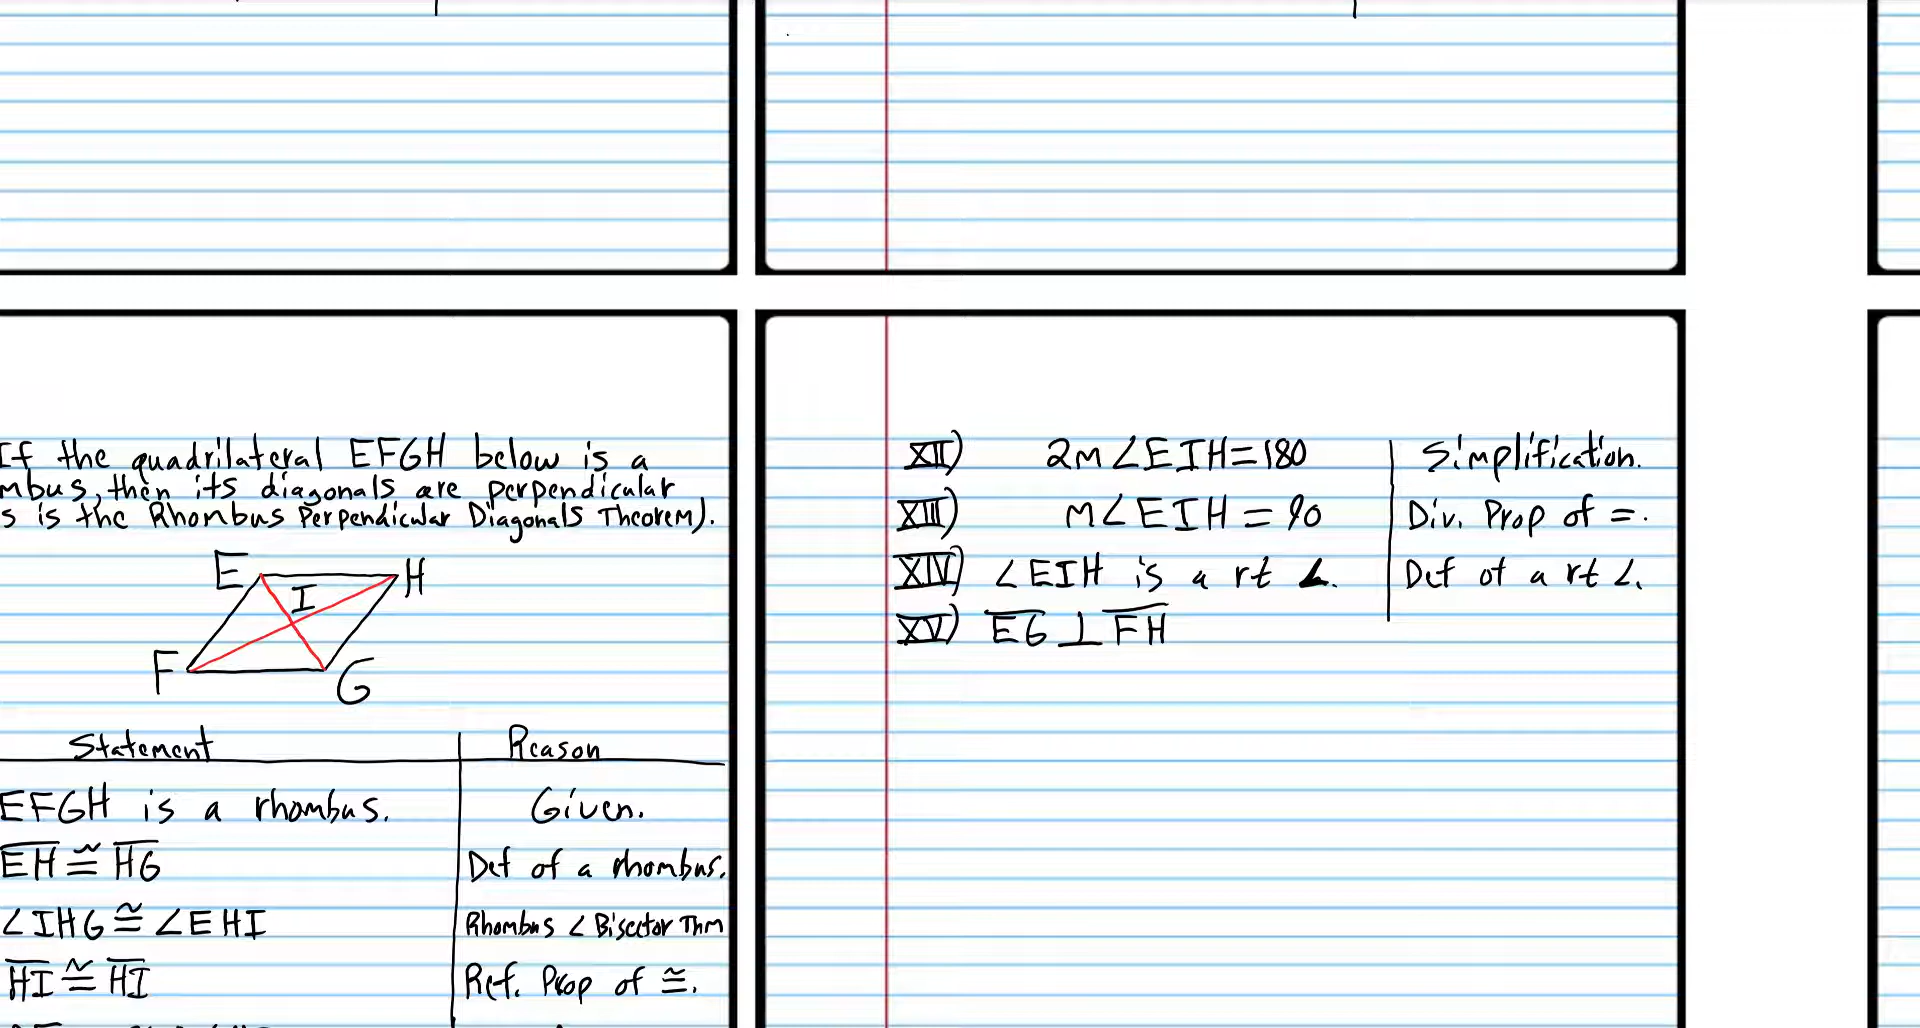 If the quadrilateral EFGH below is a
mbus, then its diagonals are perpendicular
s is the Rhombus Perpendicular Diagonals Theorem).
E H
I
F G
Statement Reason
EFGH is a rhombus. Given.
EH ≅ HG Def of a rhombus.
∠IHG ≅ ∠EHI Rhombus ∠ Bisector Thm
HI ≅ HI Ref. Prop of ≅.
XII) 2m∠EIH=180 Simplification.
XIII) m∠EIH = 90 Div. Prop of =.
XIV) ∠EIH is a rt ∠. Def of a rt ∠.
XV) EG ⊥ FH